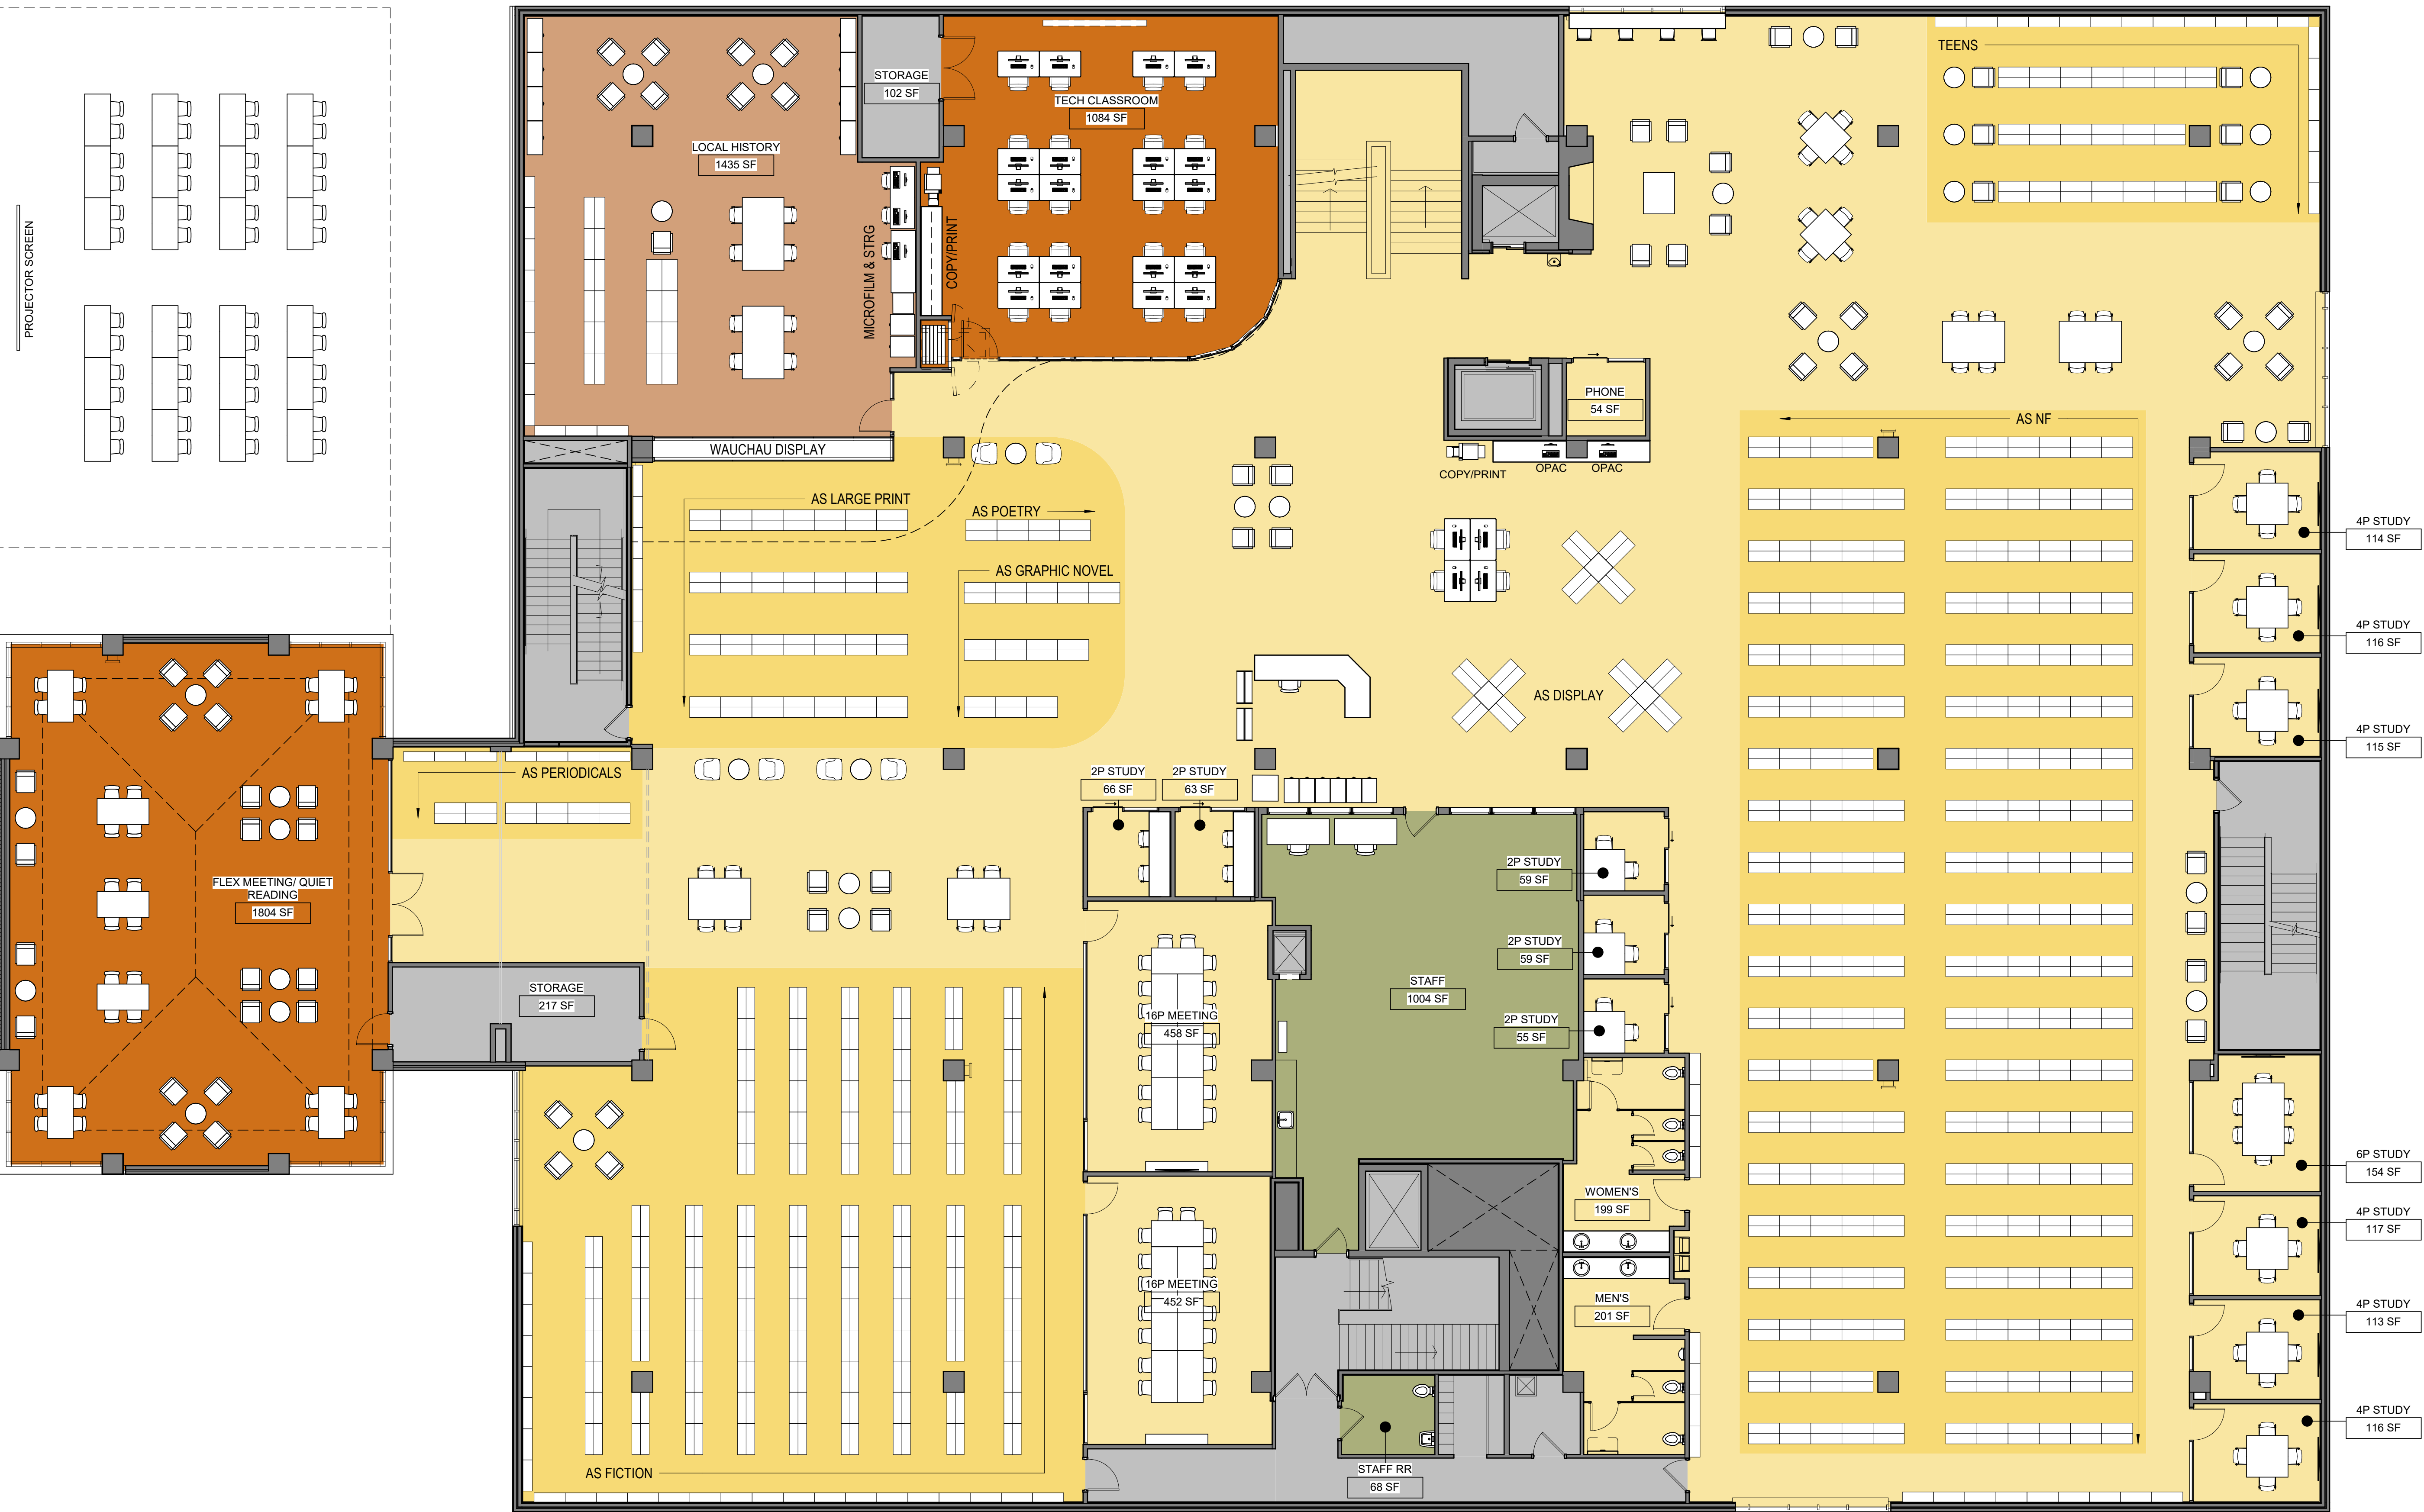 PROJECTOR SCREEN
STORAGE
102 SF
TECH CLASSROOM
1084 SF
LOCAL HISTORY
1435 SF
MICROFILM & STRG
COPY/PRINT
TEENS
PHONE
54 SF
COPY/PRINT
OPAC
OPAC
AS NF
WAUCHAU DISPLAY
AS LARGE PRINT
AS POETRY
AS GRAPHIC NOVEL
4P STUDY
114 SF
4P STUDY
116 SF
4P STUDY
115 SF
AS DISPLAY
AS PERIODICALS
2P STUDY
66 SF
2P STUDY
63 SF
FLEX MEETING/ QUIET
READING
1804 SF
2P STUDY
59 SF
2P STUDY
59 SF
2P STUDY
55 SF
STAFF
1004 SF
STORAGE
217 SF
16P MEETING
458 SF
6P STUDY
154 SF
WOMEN'S
199 SF
4P STUDY
117 SF
16P MEETING
452 SF
MEN'S
201 SF
4P STUDY
113 SF
4P STUDY
116 SF
AS FICTION
STAFF RR
68 SF